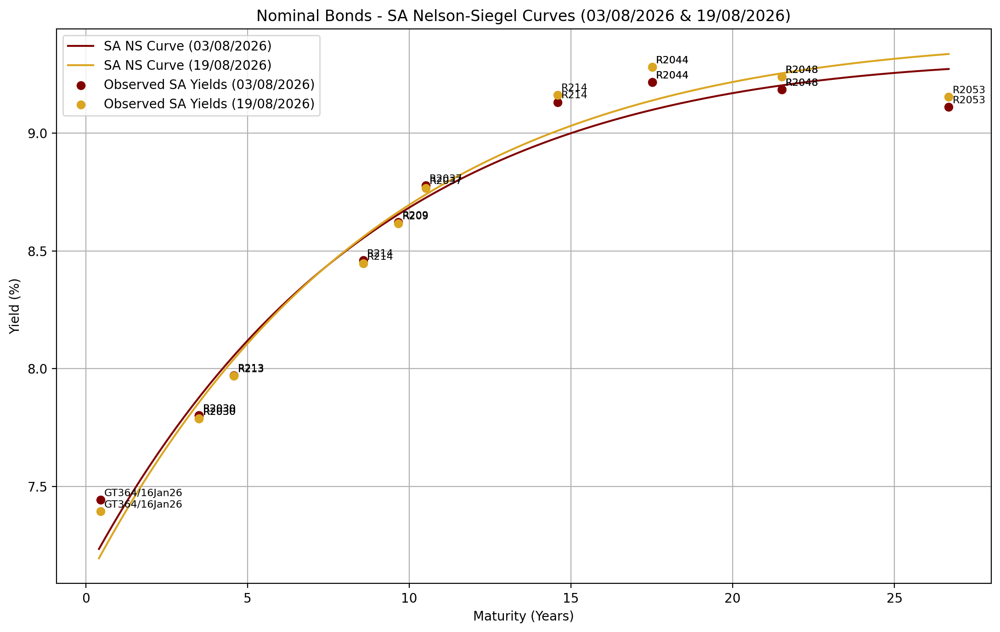 Nominal Bonds - SA Nelson-Siegel Curves (03/08/2026 & 19/08/2026)
SA NS Curve (03/08/2026)
SA NS Curve (19/08/2026)
Observed SA Yields (03/08/2026)
Observed SA Yields (19/08/2026)
R2044
R2044
R2048
R2048
R214
R214
R2053
R2053
9.0
R2037
R2037
R209
R209
8.5
R214
R214
Yield (%)
8.0
R213
R213
R2030
R2030
7.5
GT364/16Jan26
GT364/16Jan26
0
5
10
15
20
25
Maturity (Years)